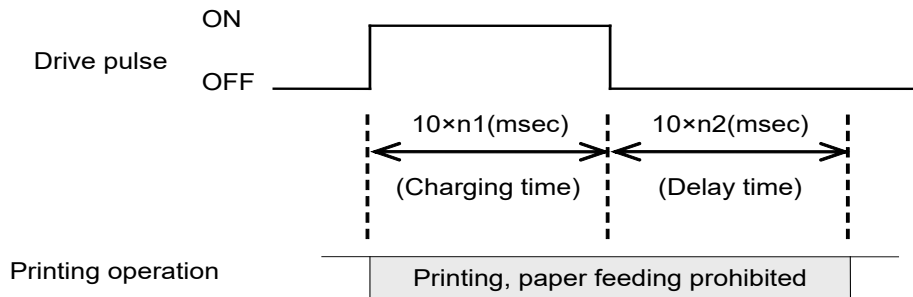 ON
Drive pulse
OFF
10×n1(msec) 10×n2(msec)
(Charging time) (Delay time)
Printing operation Printing, paper feeding prohibited